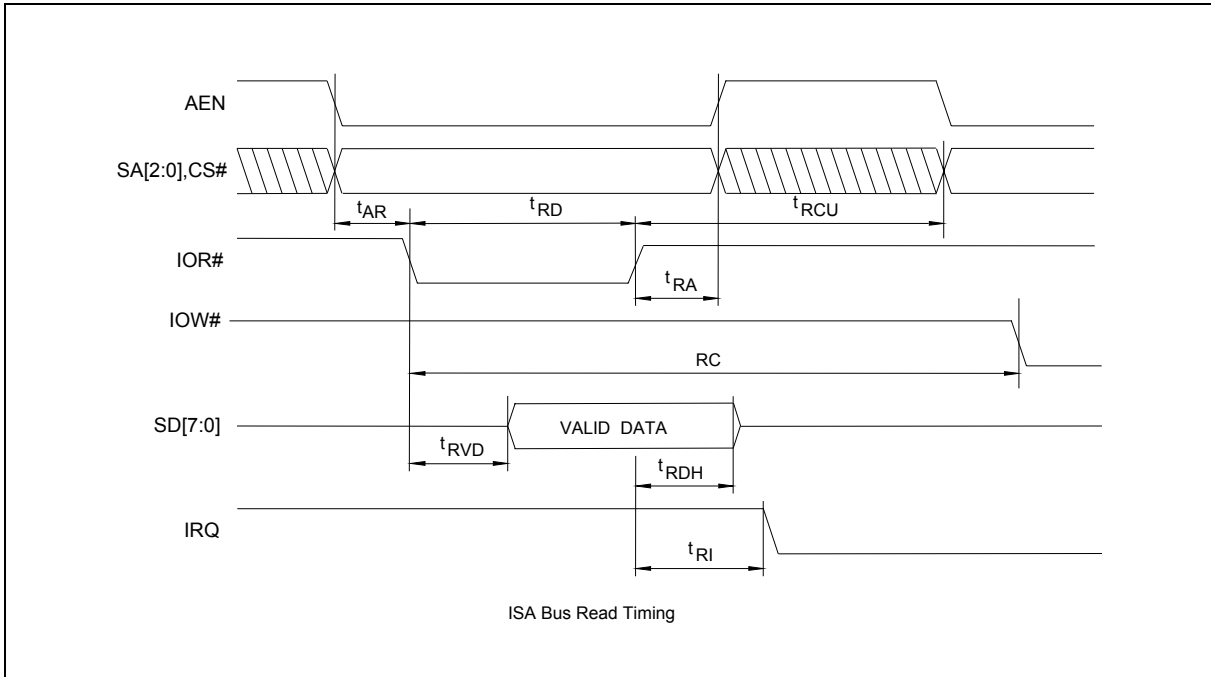 AEN
SA[2:0],CS#
tAR
tRD
tRCU
IOR#
tRA
IOW#
RC
SD[7:0]
VALID DATA
tRVD
tRDH
IRQ
tRI
ISA Bus Read Timing